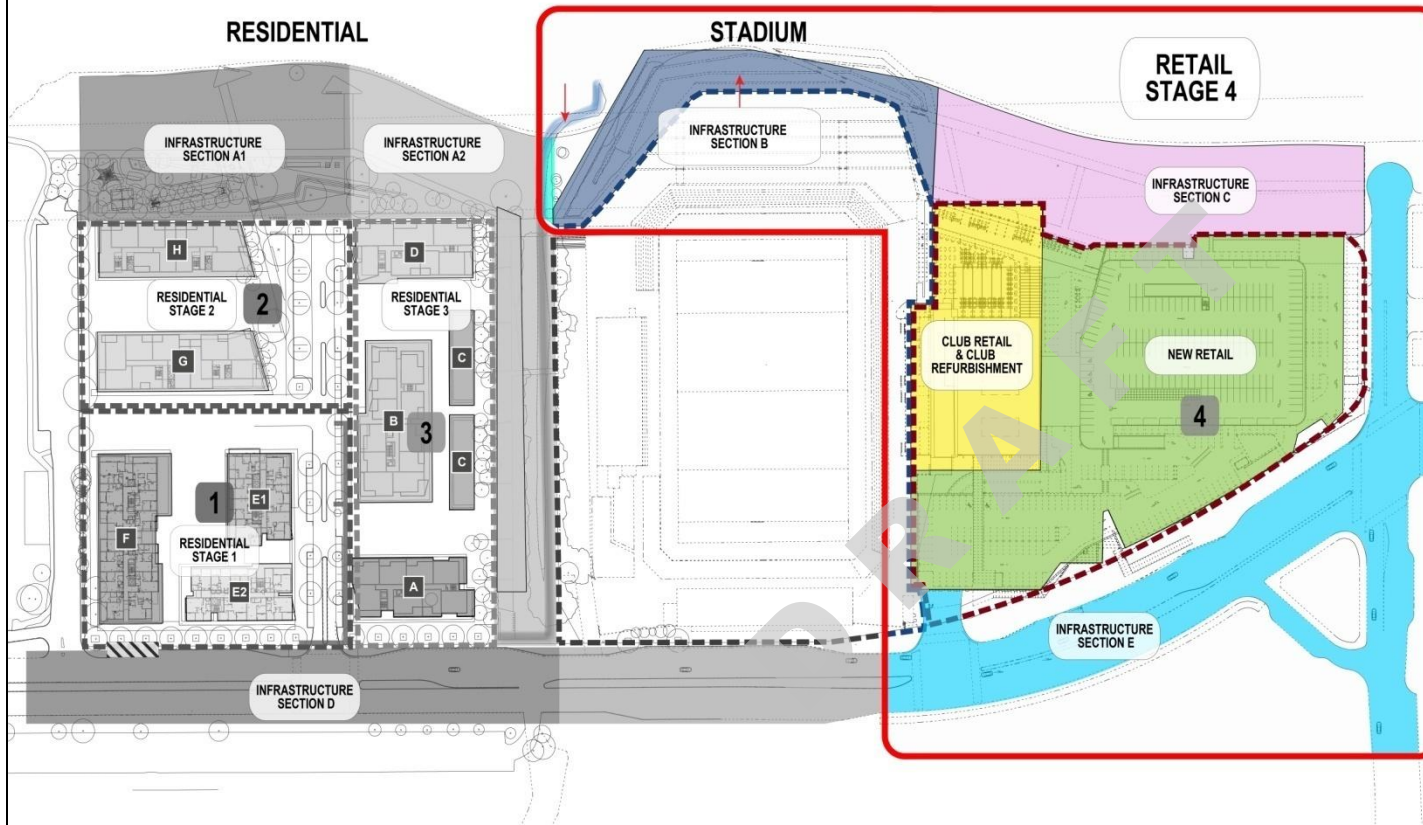 RESIDENTIAL
STADIUM
RETAIL
STAGE 4
INFRASTRUCTURE
SECTION A1
INFRASTRUCTURE
SECTION A2
INFRASTRUCTURE
SECTION B
INFRASTRUCTURE
SECTION C
H
D
RESIDENTIAL
STAGE 2
2
RESIDENTIAL
STAGE 3
G
C
CLUB RETAIL
& CLUB
REFURBISHMENT
NEW RETAIL
4
B
3
C
F
1
E1
RESIDENTIAL
STAGE 1
E2
A
INFRASTRUCTURE
SECTION E
INFRASTRUCTURE
SECTION D
DRAFT